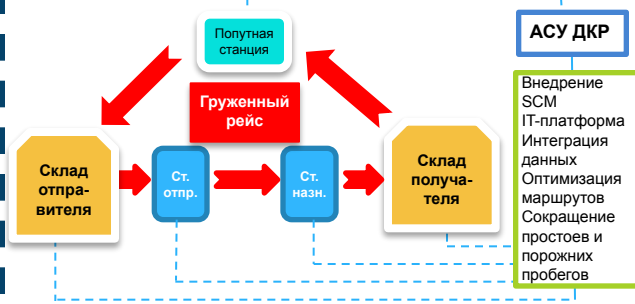 Попутная
станция
АСУ ДКР
Груженный
рейс
Склад
отпра-
вителя
Ст.
отпр.
Ст.
назн.
Склад
получа-
теля
Внедрение
SCM
IT-платформа
Интеграция
данных
Оптимизация
маршрутов
Сокращение
простоев и
порожних
пробегов